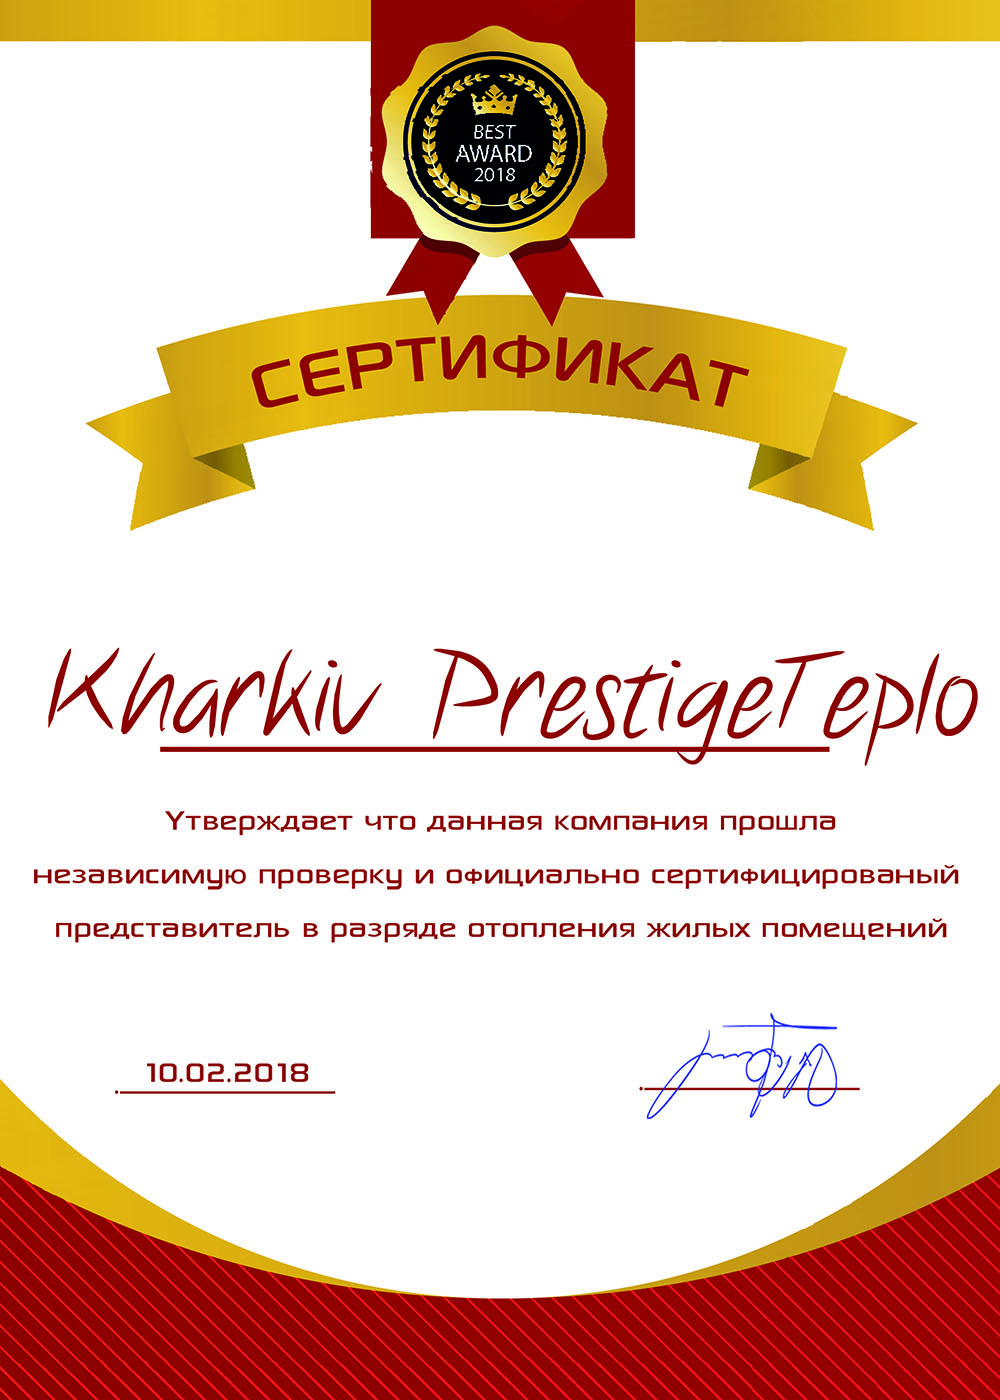 BEST
AWARD
2018
СЕРТИФИКАТ
Kharkiv PrestigeTeplo
Утверждает что данная компания прошла
независимую проверку и официально сертифицированый
представитель в разряде отопления жилых помещений
10.02.2018